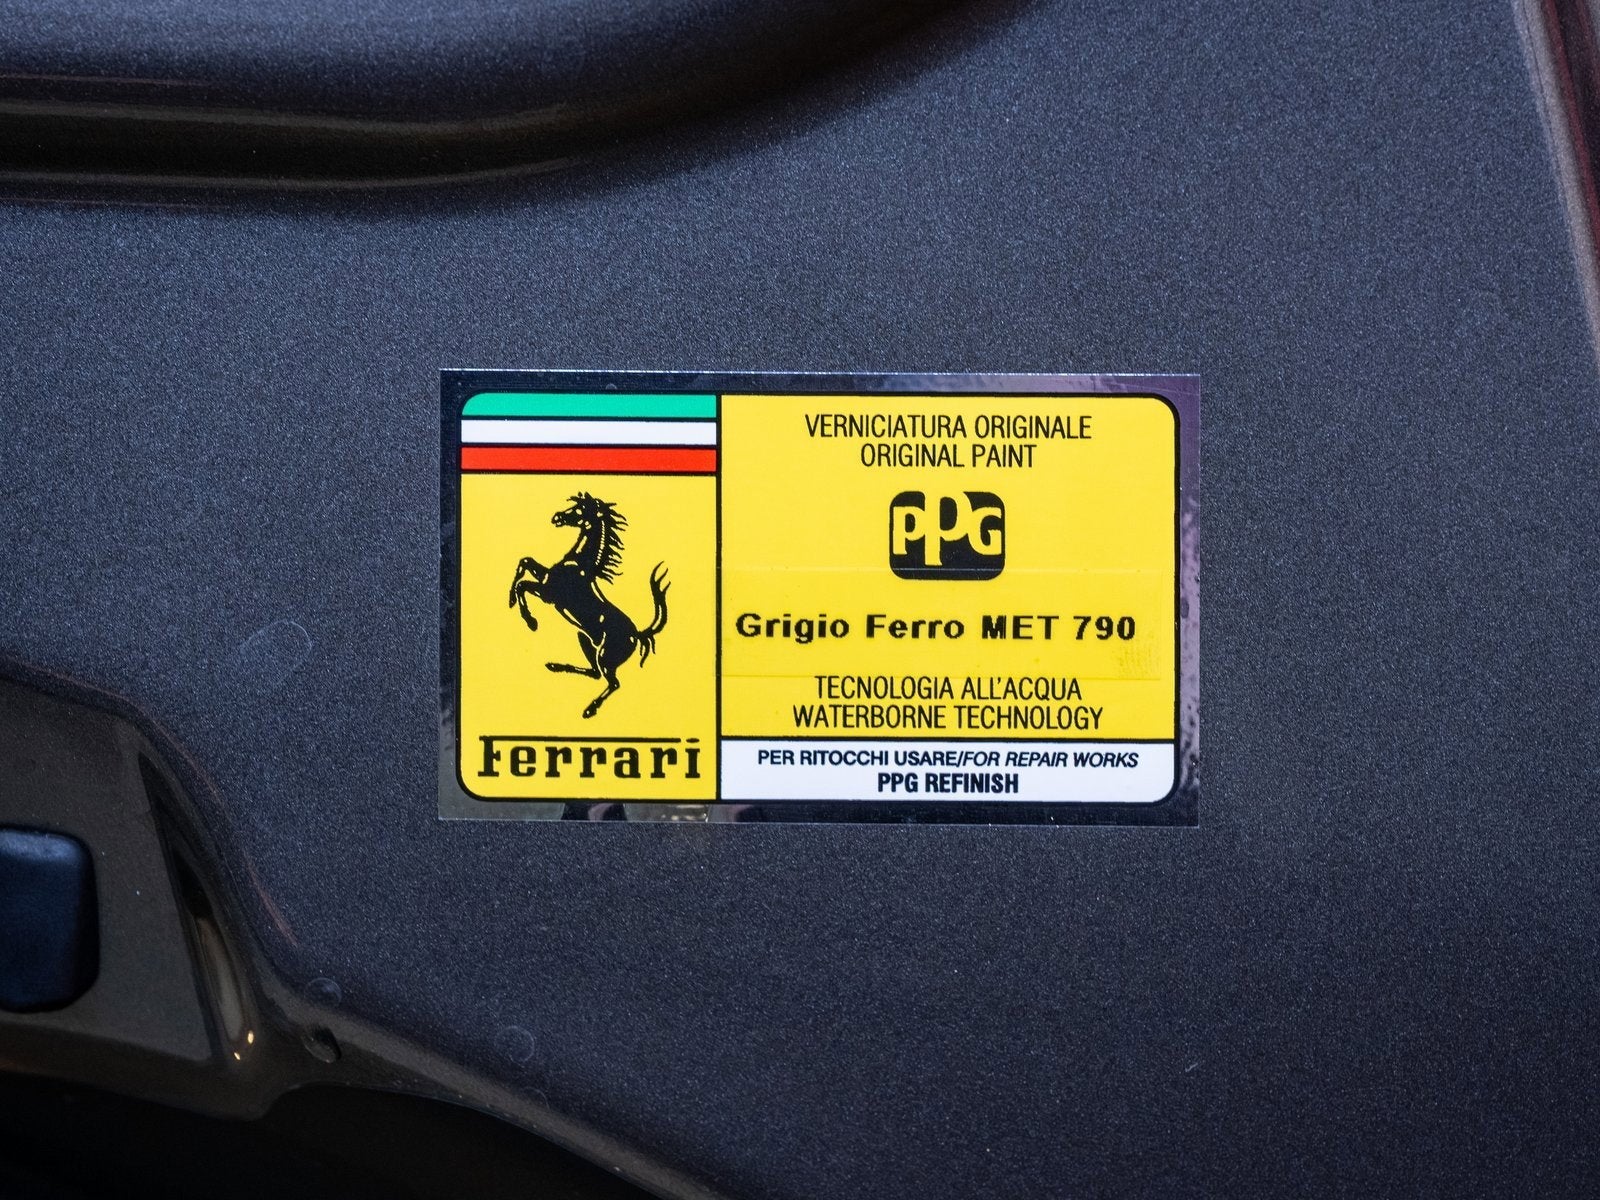 Ferrari
VERNICIATURA ORIGINALE
ORIGINAL PAINT
PPG
Grigio Ferro MET 790
TECNOLOGIA ALL'ACQUA
WATERBORNE TECHNOLOGY
PER RITOCCHI USARE/FOR REPAIR WORKS
PPG REFINISH